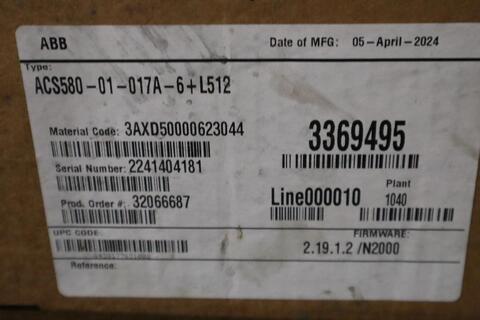 ABB
Date of MFG: 05-April-2024
Type:
ACS580-01-017A-6+L512
Material Code: 3AXD50000623044
3369495
Serial Number: 2241404181
Plant
Prod. Order #: 32066687
Line000010 1040
UPC CODE:
FIRMWARE:
2.19.1.2 /N2000
Reference: